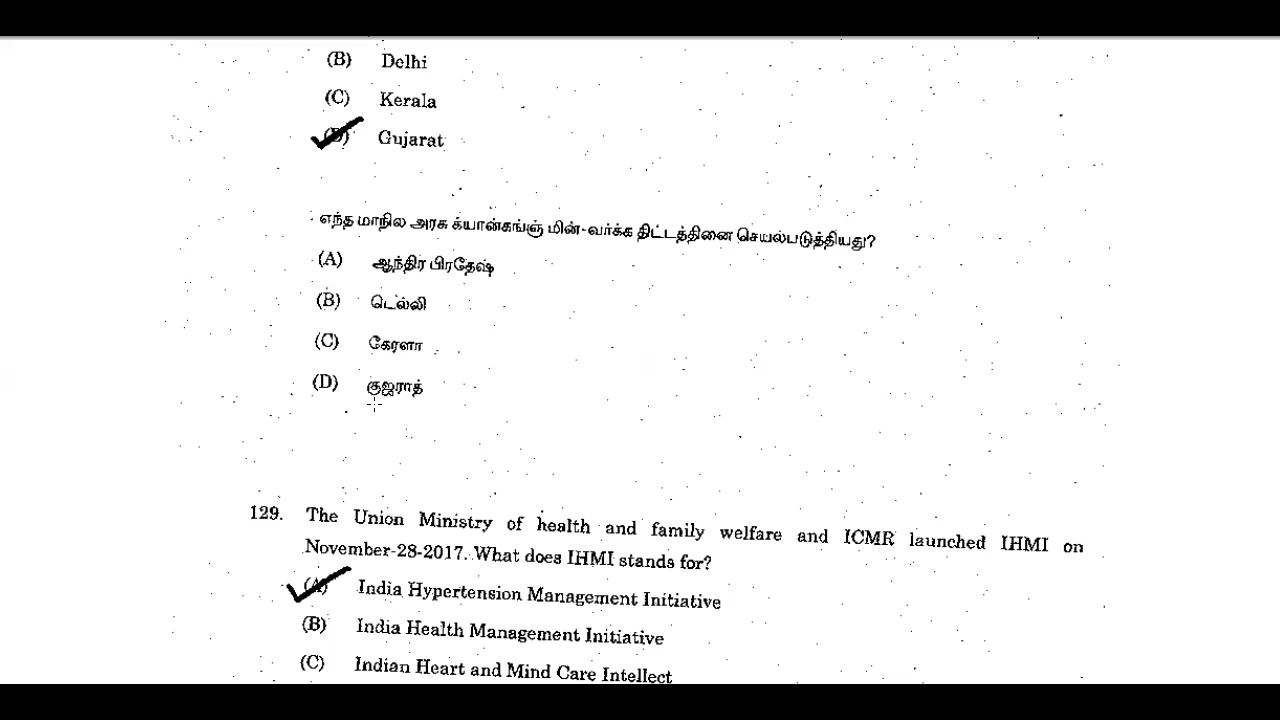 (B) Delhi
(C) Kerala
(D) Gujarat
எந்த மாநில அரசு க்யான்கங்ஞ் மின்-வர்க்க திட்டத்தினை செயல்படுத்தியது?
(A) ஆந்திர பிரதேஷ்
(B) டெல்லி
(C) கேரளா
(D) குஜராத்
129. The Union Ministry of health and family welfare and ICMR launched IHMI on
November-28-2017. What does IHMI stands for?
(A) India Hypertension Management Initiative
(B) India Health Management Initiative
(C) Indian Heart and Mind Care Intellect